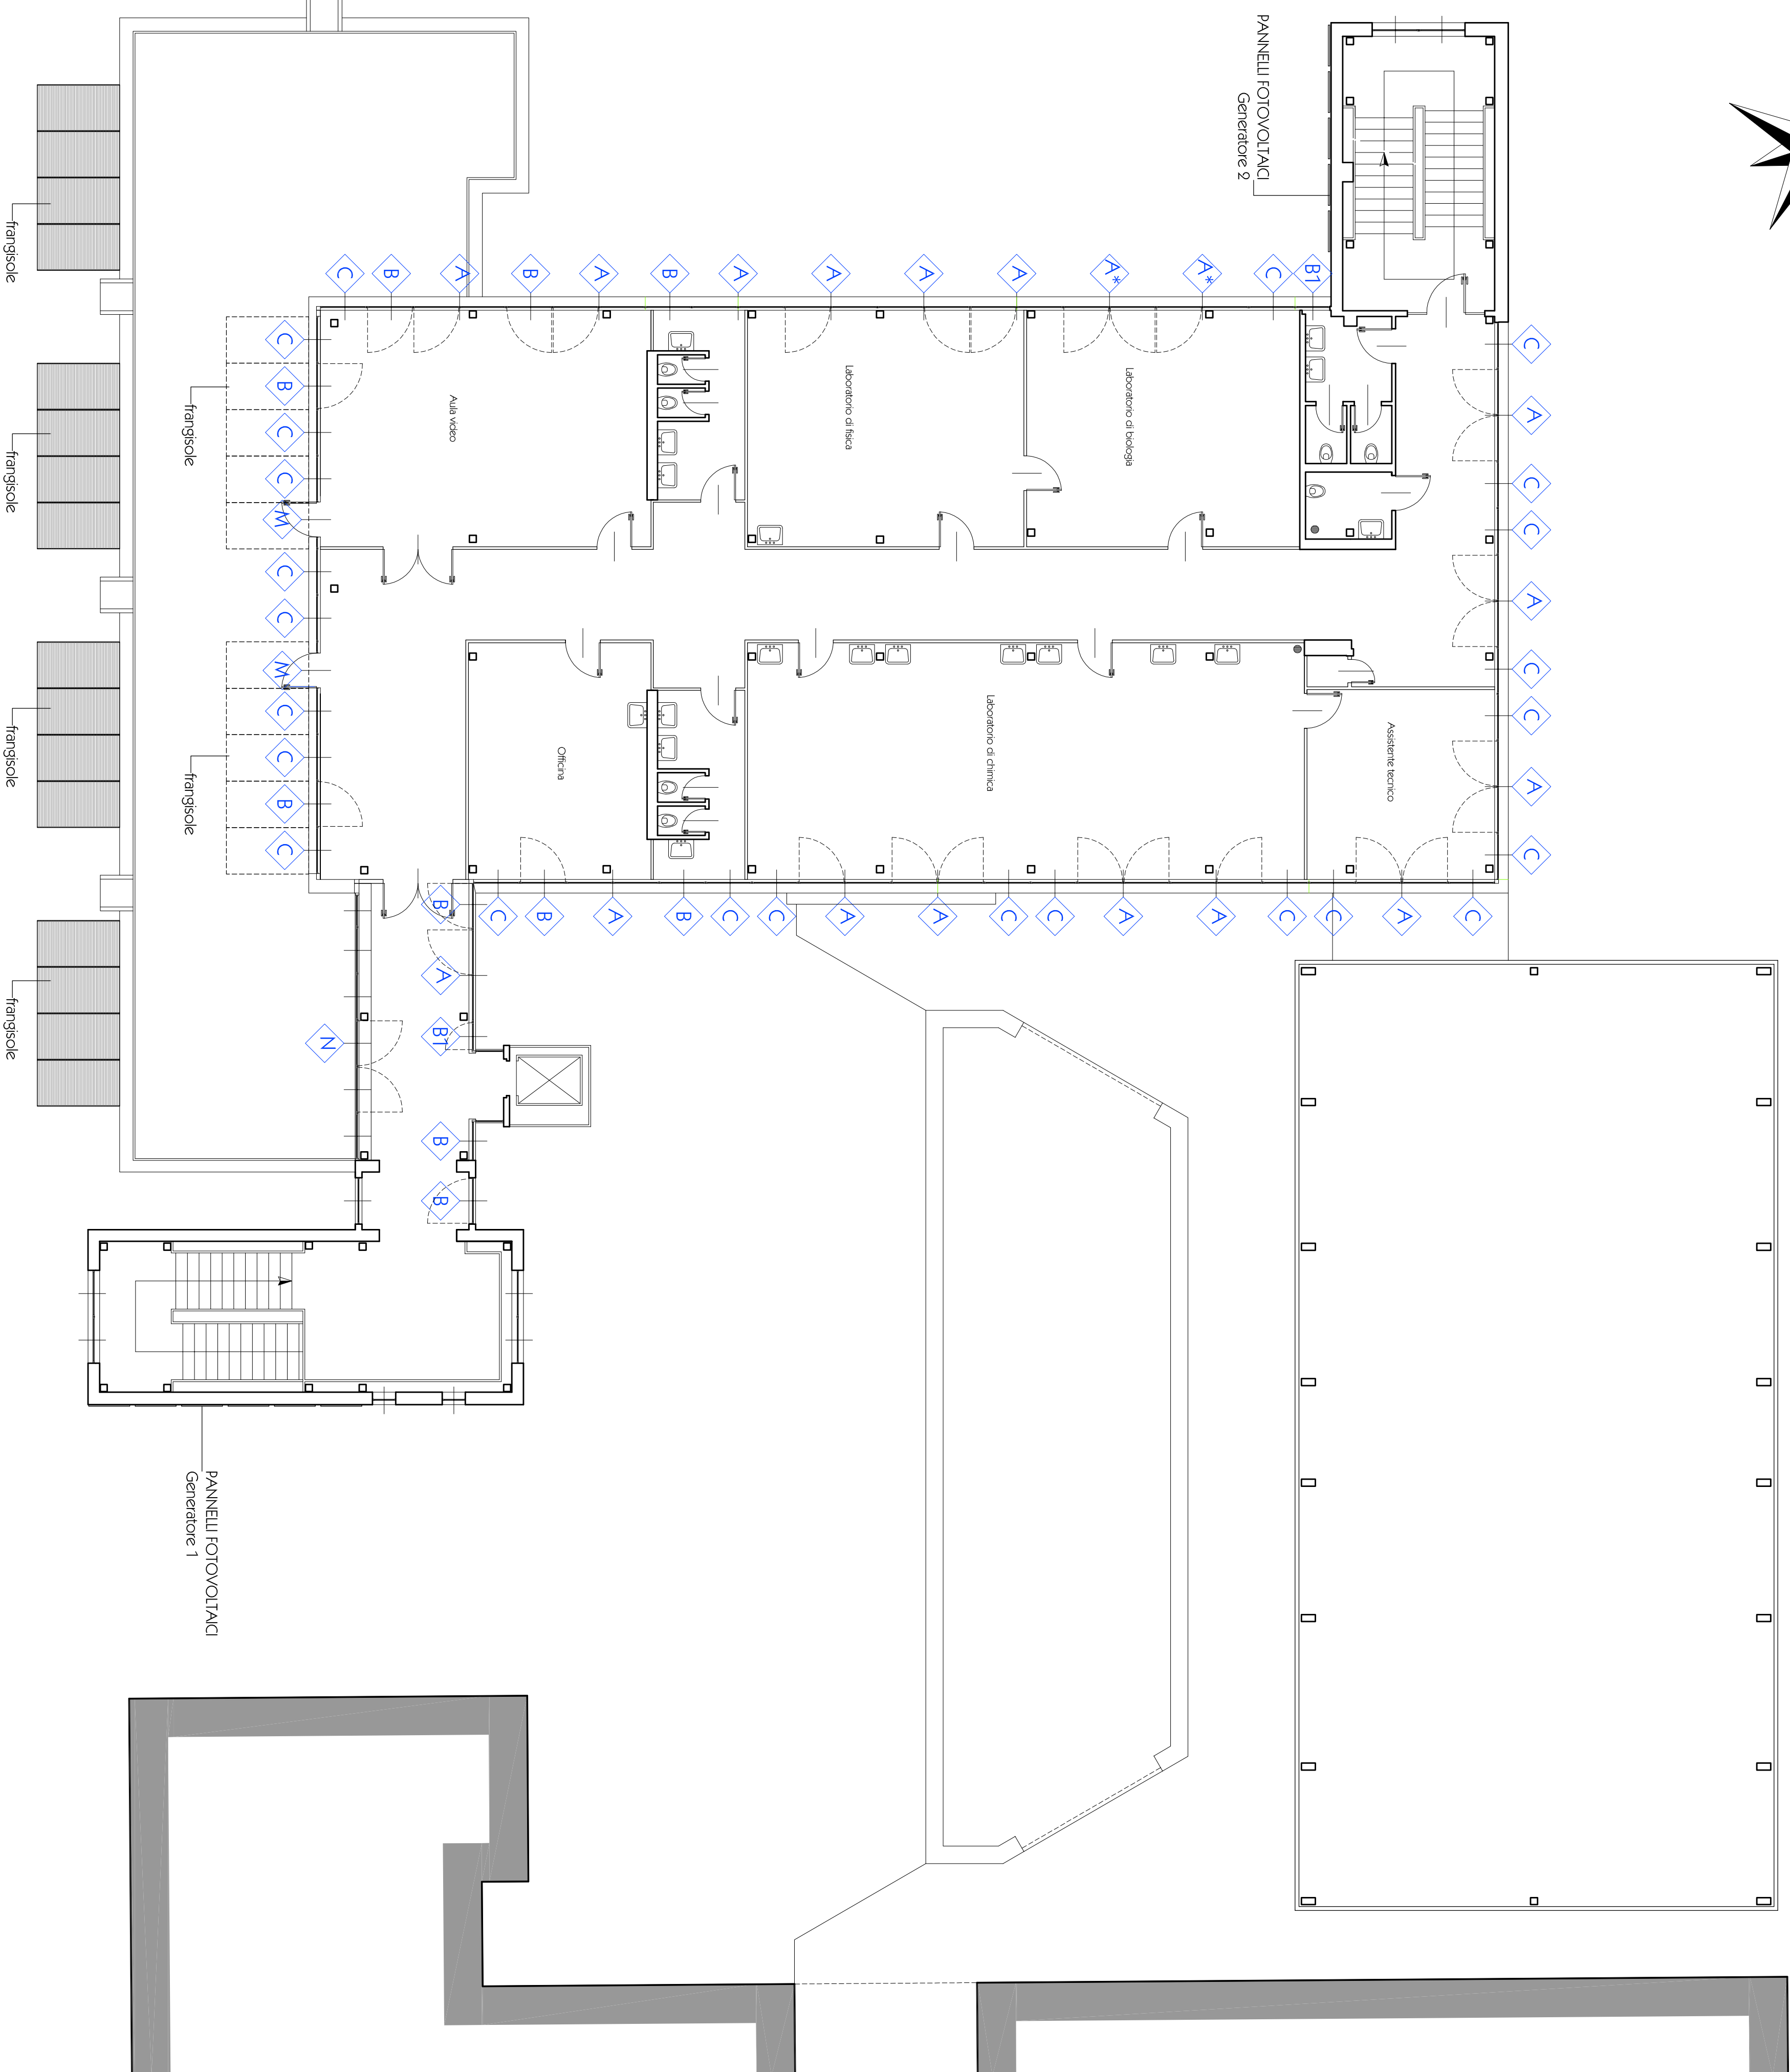 PANNELLI FOTOVOLTAICI
Generatore 2
C
B
A
B
A
B
A
A
A
A
A*
A*
C
B1
C
A
C
C
A
C
C
A
C
C
B
C
C
M
C
C
M
C
C
B
C
Aula video
Laboratorio di fisica
Laboratorio di biologia
Officina
Laboratorio di chimica
Assistente tecnico
B
C
B
A
B
C
C
A
A
C
C
A
A
C
C
A
C
A
B1
N
B
B
frangisole
frangisole
frangisole
frangisole
frangisole
frangisole
PANNELLI FOTOVOLTAICI
Generatore 1